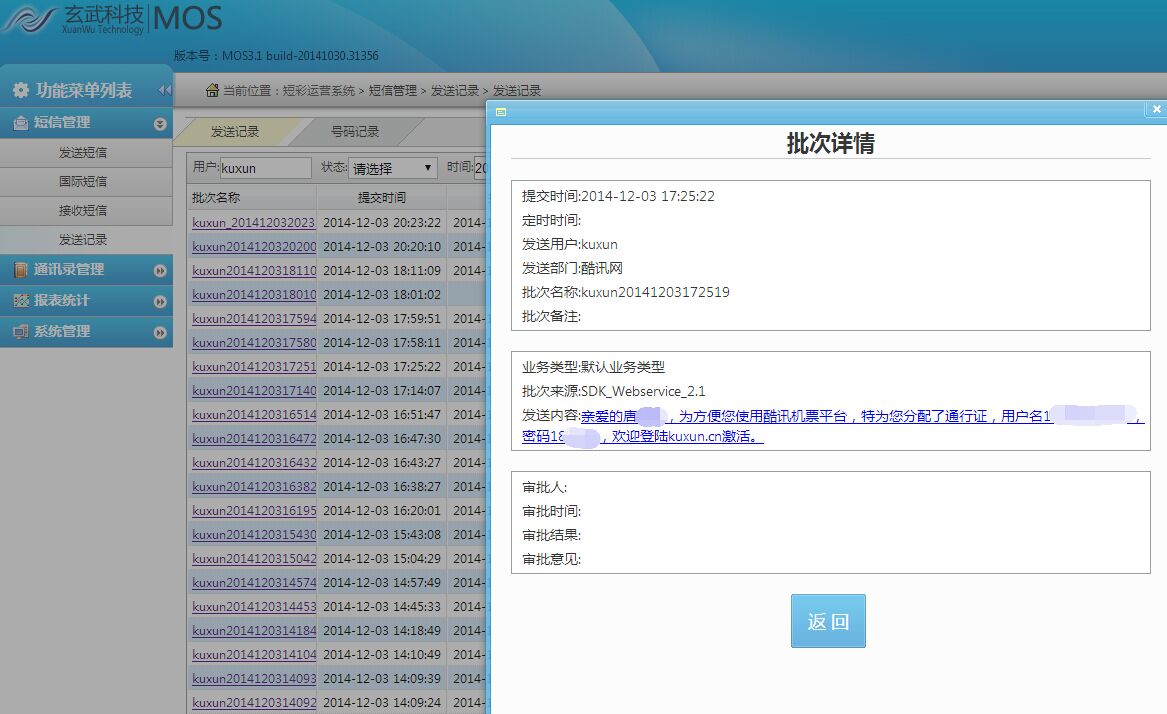 玄武科技 MOS
XuanWu Technology
版本号：MOS3.1 build-20141030.31356
功能菜单列表
短信管理
发送短信
国际短信
接收短信
发送记录
通讯录管理
报表统计
系统管理
当前位置：短彩运营系统 > 短信管理 > 发送记录 > 发送记录
发送记录 号码记录
用户:kuxun 状态: 请选择 时间:20
批次名称 提交时间
kuxun_201412032023 2014-12-03 20:23:22 2014-
kuxun2014120320200 2014-12-03 20:20:10 2014-
kuxun2014120318110 2014-12-03 18:11:09 2014-
kuxun2014120318010 2014-12-03 18:01:02
kuxun2014120317594 2014-12-03 17:59:51 2014-
kuxun2014120317580 2014-12-03 17:58:11 2014-
kuxun2014120317251 2014-12-03 17:25:22 2014-
kuxun2014120317140 2014-12-03 17:14:07 2014-
kuxun2014120316514 2014-12-03 16:51:47 2014-
kuxun2014120316472 2014-12-03 16:47:30 2014-
kuxun2014120316432 2014-12-03 16:43:27 2014-
kuxun2014120316382 2014-12-03 16:38:27 2014-
kuxun2014120316195 2014-12-03 16:20:01 2014-
kuxun2014120315430 2014-12-03 15:43:08 2014-
kuxun2014120315042 2014-12-03 15:04:29 2014-
kuxun2014120314574 2014-12-03 14:57:49 2014-
kuxun2014120314453 2014-12-03 14:45:33 2014-
kuxun2014120314184 2014-12-03 14:18:49 2014-
kuxun2014120314104 2014-12-03 14:10:49 2014-
kuxun2014120314093 2014-12-03 14:09:39 2014-
kuxun2014120314092 2014-12-03 14:09:24 2014-
批次详情
提交时间:2014-12-03 17:25:22
定时时间:
发送用户:kuxun
发送部门:酷讯网
批次名称:kuxun20141203172519
批次备注:
业务类型:默认业务类型
批次来源:SDK_Webservice_2.1
发送内容:亲爱的唐，为方便您使用酷讯机票平台，特为您分配了通行证，用户名1，
密码18，欢迎登陆kuxun.cn激活。
审批人:
审批时间:
审批结果:
审批意见:
返回